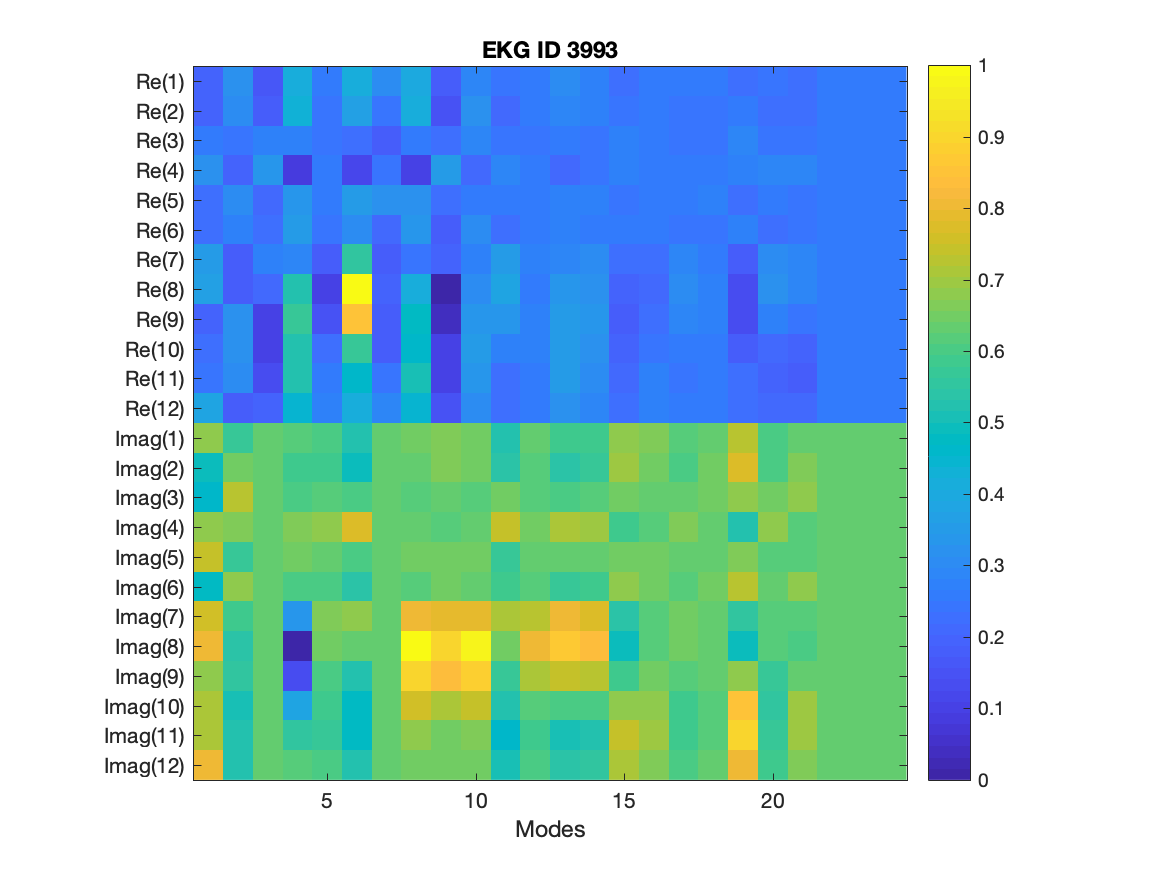 EKG ID 3993
Re(1)
Re(2)
Re(3)
Re(4)
Re(5)
Re(6)
Re(7)
Re(8)
Re(9)
Re(10)
Re(11)
Re(12)
Imag(1)
Imag(2)
Imag(3)
Imag(4)
Imag(5)
Imag(6)
Imag(7)
Imag(8)
Imag(9)
Imag(10)
Imag(11)
Imag(12)
5 10 15 20
Modes
1
0.9
0.8
0.7
0.6
0.5
0.4
0.3
0.2
0.1
0